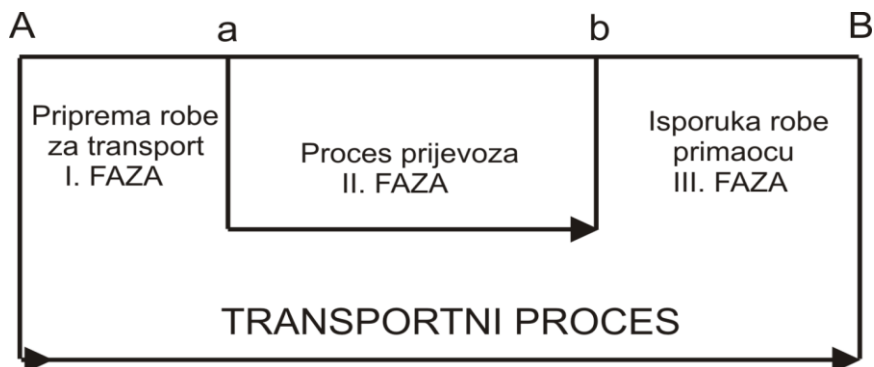 A
a
b
B
Priprema robe
za transport
I. FAZA
Proces prijevoza
II. FAZA
Isporuka robe
primaocu
III. FAZA
TRANSPORTNI PROCES